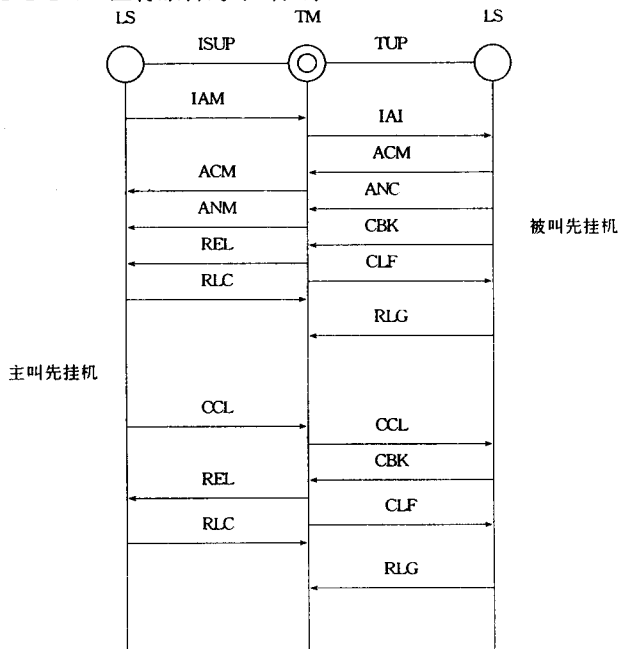 LS TM LS
ISUP TUP
IAM
IAI
ACM
ACM
ANC
ANM
CBK
被叫先挂机
REL
CLF
RLC
RLG
主叫先挂机
CCL
CCL
CBK
REL
CLF
RLC
RLG